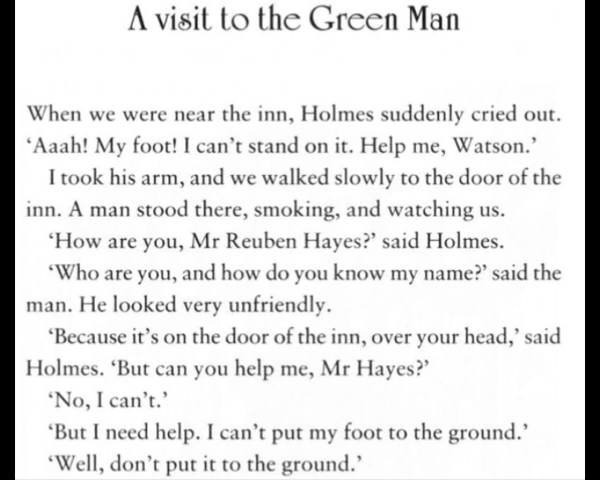 A visit to the Green Man
When we were near the inn, Holmes suddenly cried out.
‘Aaah! My foot! I can’t stand on it. Help me, Watson.’
I took his arm, and we walked slowly to the door of the
inn. A man stood there, smoking, and watching us.
‘How are you, Mr Reuben Hayes?’ said Holmes.
‘Who are you, and how do you know my name?’ said the
man. He looked very unfriendly.
‘Because it’s on the door of the inn, over your head,’ said
Holmes. ‘But can you help me, Mr Hayes?’
‘No, I can’t.’
‘But I need help. I can’t put my foot to the ground.’
‘Well, don’t put it to the ground.’